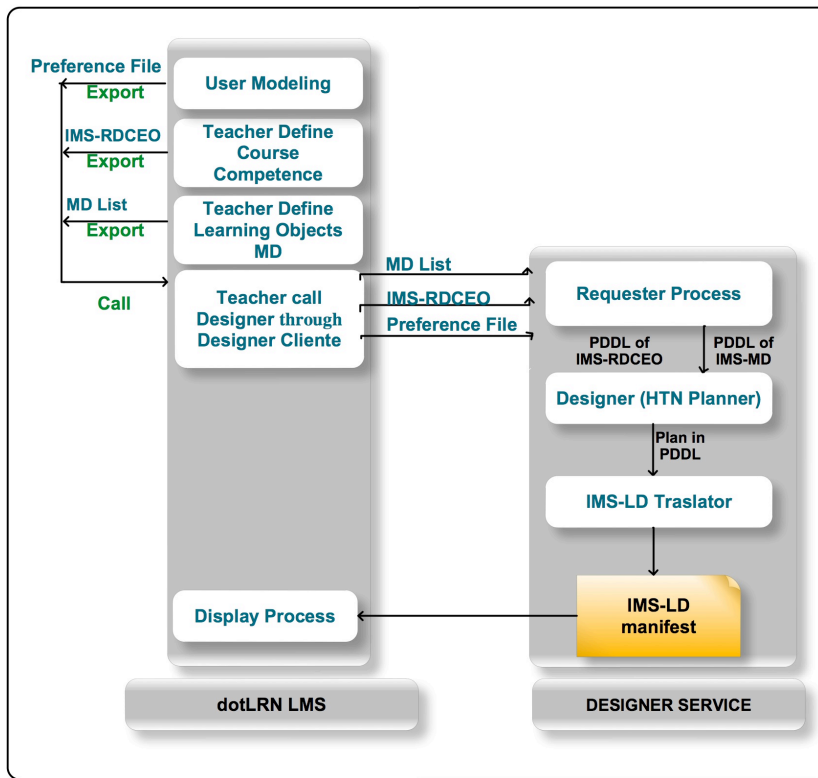 Preference File
Export
User Modeling
IMS-RDCEO
Export
Teacher Define
Course
Competence
MD List
Export
Teacher Define
Learning Objects
MD
Call
Teacher call
Designer through
Designer Cliente
MD List
IMS-RDCEO
Preference File
Requester Process
PDDL of
IMS-RDCEO
PDDL of
IMS-MD
Designer (HTN Planner)
Plan in
PDDL
IMS-LD Traslator
IMS-LD
manifest
Display Process
dotLRN LMS
DESIGNER SERVICE